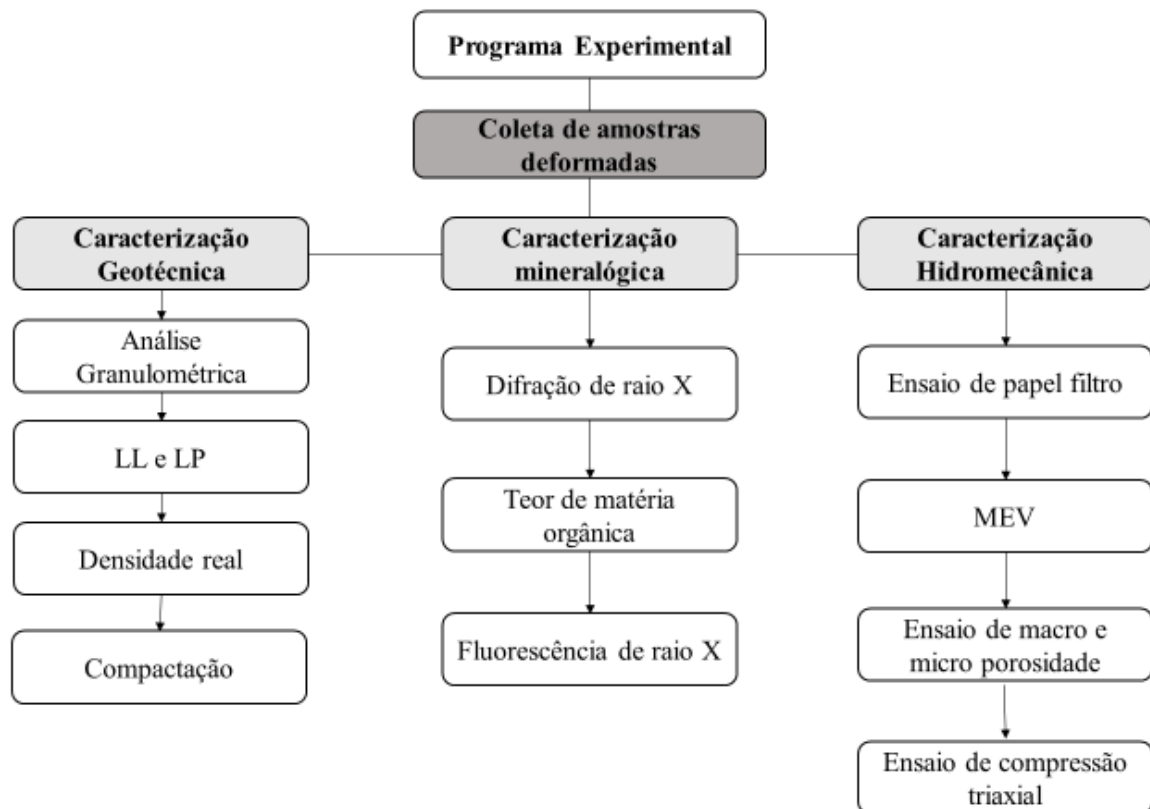 Programa Experimental
Coleta de amostras
deformadas
Caracterização
Geotécnica
Caracterização
mineralógica
Caracterização
Hidromecânica
Análise
Granulométrica
LL e LP
Densidade real
Compactação
Difração de raio X
Teor de matéria
orgânica
Fluorescência de raio X
Ensaio de papel filtro
MEV
Ensaio de macro e
micro porosidade
Ensaio de compressão
triaxial